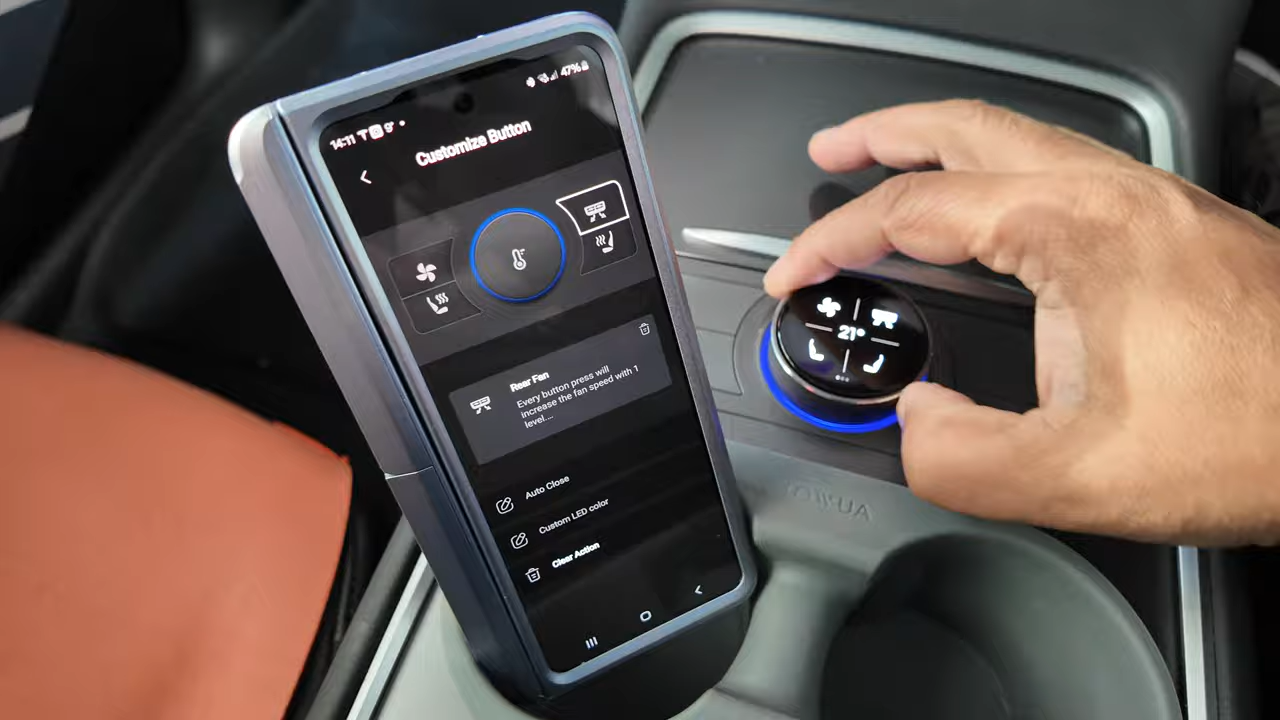 14:11
47%
Customize Button
Rear Fan
Every button press will
increase the fan speed with 1
level....
Auto Close
Custom LED color
Clear Action
21°